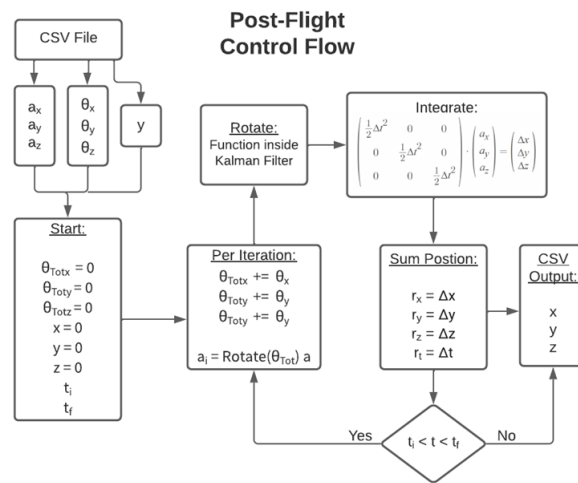 Post-Flight
Control Flow
CSV File
aₓ
aᵧ
a_z
θₓ
θᵧ
θ_z
y
Start:
θ_Totx = 0
θ_Toty = 0
θ_Totz = 0
x = 0
y = 0
z = 0
tᵢ
t_f
Per Iteration:
θ_Totx += θₓ
θ_Toty += θᵧ
θ_Toty += θᵧ
aᵢ = Rotate(θ_Tot) a
Rotate:
Function inside
Kalman Filter
Integrate:
½Δt² 0 0 aₓ Δx
0 ½Δt² 0 · aᵧ = Δy
0 0 ½Δt² a_z Δz
Sum Postion:
rₓ = Δx
rᵧ = Δy
r_z = Δz
r_t = Δt
tᵢ < t < t_f
Yes
No
CSV
Output:
x
y
z